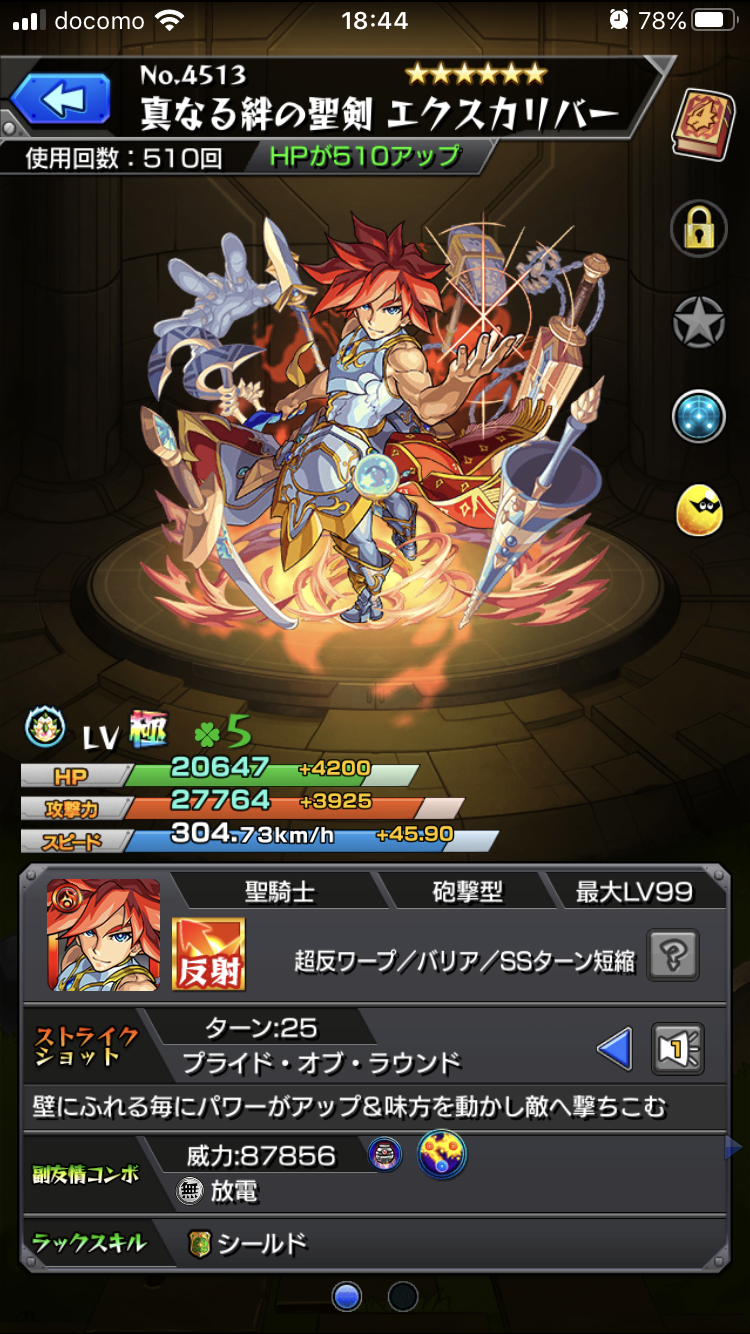 docomo 18:44 78%
No.4513 ★★★★★★
真なる絆の聖剣 エクスカリバー
使用回数：510回 HPが510アップ
LV 極 5
HP 20647 +4200
攻撃力 27764 +3925
スピード 304.73km/h +45.90
聖騎士 砲撃型 最大LV99
反射 超反ワープ／バリア／SSターン短縮 ?
ストライクショット ターン:25
プライド・オブ・ラウンド 1
壁にふれる毎にパワーがアップ&味方を動かし敵へ撃ちこむ
副友情コンボ 威力:87856
無 放電
ラックスキル シールド